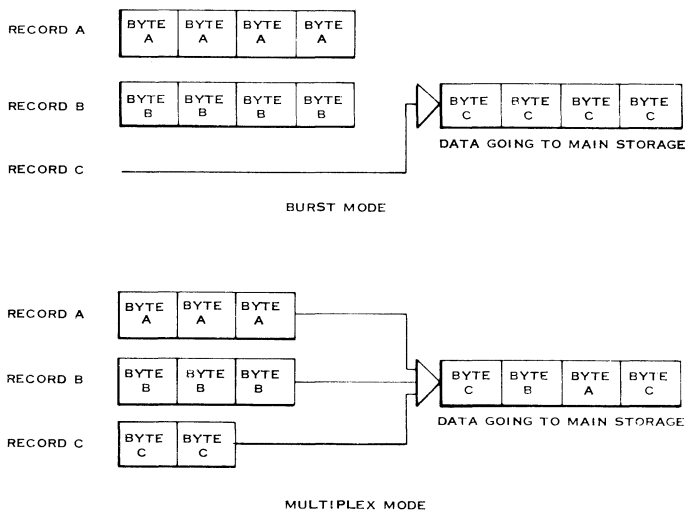 RECORD A
BYTE A BYTE A BYTE A BYTE A
RECORD B
BYTE B BYTE B BYTE B BYTE B
BYTE C BYTE C BYTE C BYTE C
DATA GOING TO MAIN STORAGE
RECORD C
BURST MODE
RECORD A
BYTE A BYTE A BYTE A
RECORD B
BYTE B BYTE B BYTE B
BYTE C BYTE B BYTE A BYTE C
DATA GOING TO MAIN STORAGE
RECORD C
BYTE C BYTE C
MULTIPLEX MODE